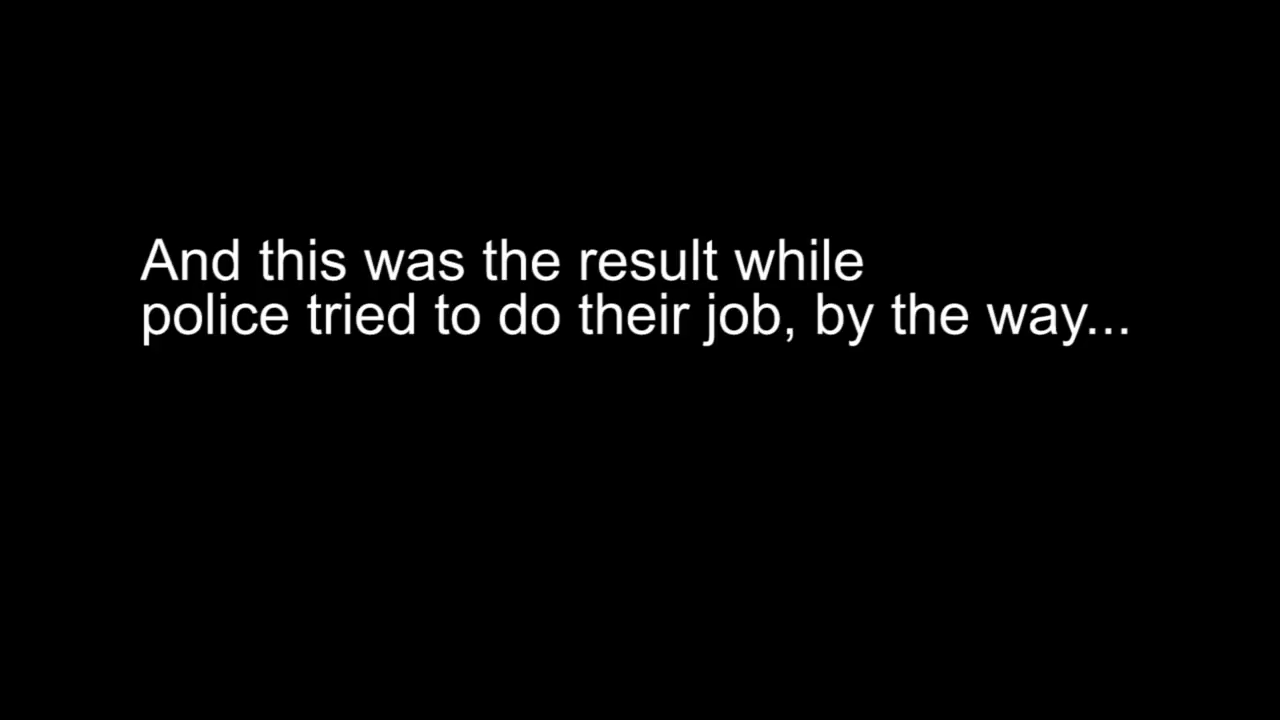 And this was the result while
police tried to do their job, by the way...